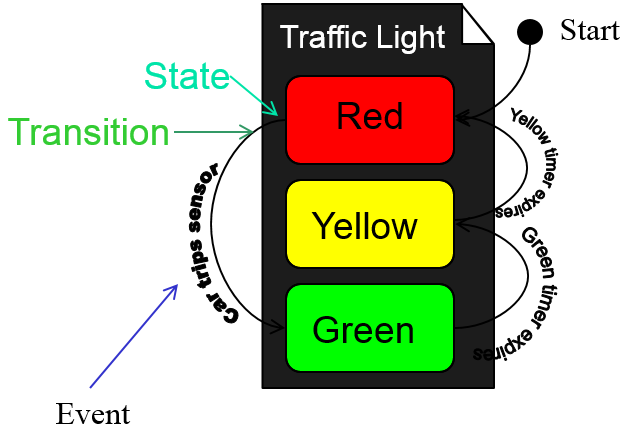 Traffic Light
Start
State
Transition
Red
Yellow timer expires
Car trips sensor
Yellow
Green timer expires
Green
Event